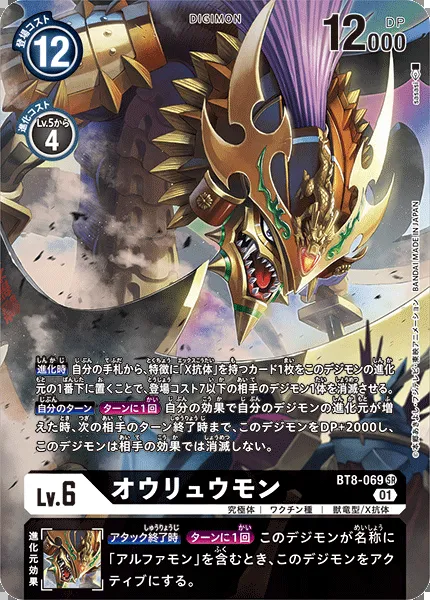 DIGIMON
登場コスト
12
DP
12000
進化コスト
Lv.5から
4
BANDAI MADE IN JAPAN
©本郷あきよし・フジテレビ・東映アニメーション
進化時 自分の手札から、特徴に「X抗体」を持つカード1枚をこのデジモンの進化
元の1番下に置くことで、登場コスト7以下の相手のデジモン1体を消滅させる。
自分のターン ターンに1回 自分の効果で自分のデジモンの進化元が増
えた時、次の相手のターン終了時まで、このデジモンをDP+2000し、
このデジモンは相手の効果では消滅しない。
Lv.6
オウリュウモン
BT8-069 SR
01
究極体 ワクチン種 獣竜型/X抗体
進化元効果
アタック終了時 ターンに1回 このデジモンが名称に
「アルファモン」を含むとき、このデジモンをアク
ティブにする。